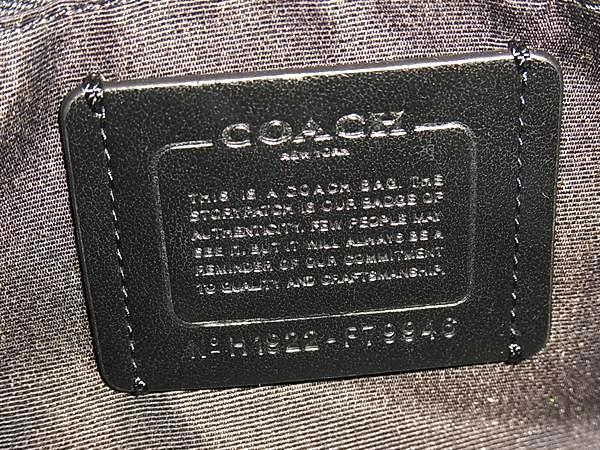 COACH
NEW YORK
THIS IS A COACH BAG. THE
STORYPATCH IS OUR BADGE OF
AUTHENTICITY. FEW PEOPLE MAY
SEE IT, BUT IT WILL ALWAYS BE A
REMINDER OF OUR COMMITMENT
TO QUALITY AND CRAFTSMANSHIP.
Nº H1922-F79946